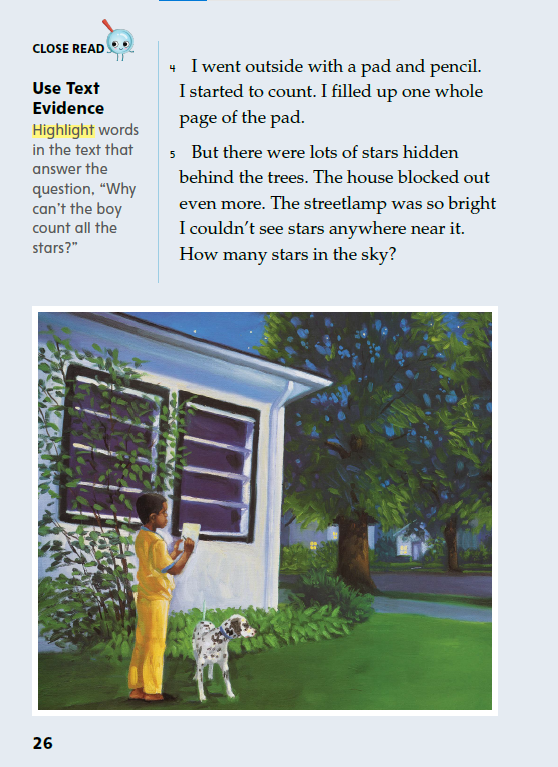 CLOSE READ
Use Text
Evidence
Highlight words
in the text that
answer the
question, “Why
can’t the boy
count all the
stars?”
4 I went outside with a pad and pencil.
I started to count. I filled up one whole
page of the pad.
5 But there were lots of stars hidden
behind the trees. The house blocked out
even more. The streetlamp was so bright
I couldn’t see stars anywhere near it.
How many stars in the sky?
26